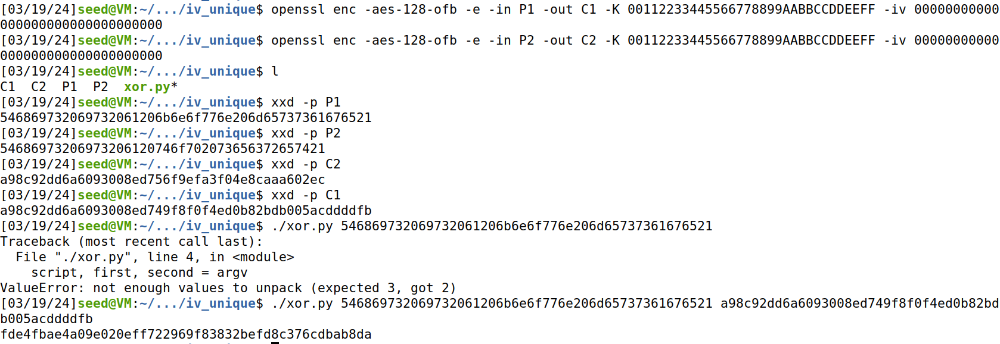 [03/19/24]seed@VM:~/.../iv_unique$ openssl enc -aes-128-ofb -e -in P1 -out C1 -K 00112233445566778899AABBCCDDEEFF -iv 00000000000
000000000000000000000
[03/19/24]seed@VM:~/.../iv_unique$ openssl enc -aes-128-ofb -e -in P2 -out C2 -K 00112233445566778899AABBCCDDEEFF -iv 00000000000
000000000000000000000
[03/19/24]seed@VM:~/.../iv_unique$ l
C1  C2  P1  P2  xor.py*
[03/19/24]seed@VM:~/.../iv_unique$ xxd -p P1
546869732069732061206b6e6f776e206d65737361676521
[03/19/24]seed@VM:~/.../iv_unique$ xxd -p P2
54686973206973206120746f702073656372657421
[03/19/24]seed@VM:~/.../iv_unique$ xxd -p C2
a98c92dd6a6093008ed756f9efa3f04e8caaa602ec
[03/19/24]seed@VM:~/.../iv_unique$ xxd -p C1
a98c92dd6a6093008ed749f8f0f4ed0b82bdb005acddddfb
[03/19/24]seed@VM:~/.../iv_unique$ ./xor.py 546869732069732061206b6e6f776e206d65737361676521
Traceback (most recent call last):
  File "./xor.py", line 4, in <module>
    script, first, second = argv
ValueError: not enough values to unpack (expected 3, got 2)
[03/19/24]seed@VM:~/.../iv_unique$ ./xor.py 546869732069732061206b6e6f776e206d65737361676521 a98c92dd6a6093008ed749f8f0f4ed0b82bd
b005acddddfb
fde4fbae4a09e020eff722969f83832befd8c376cdbab8da